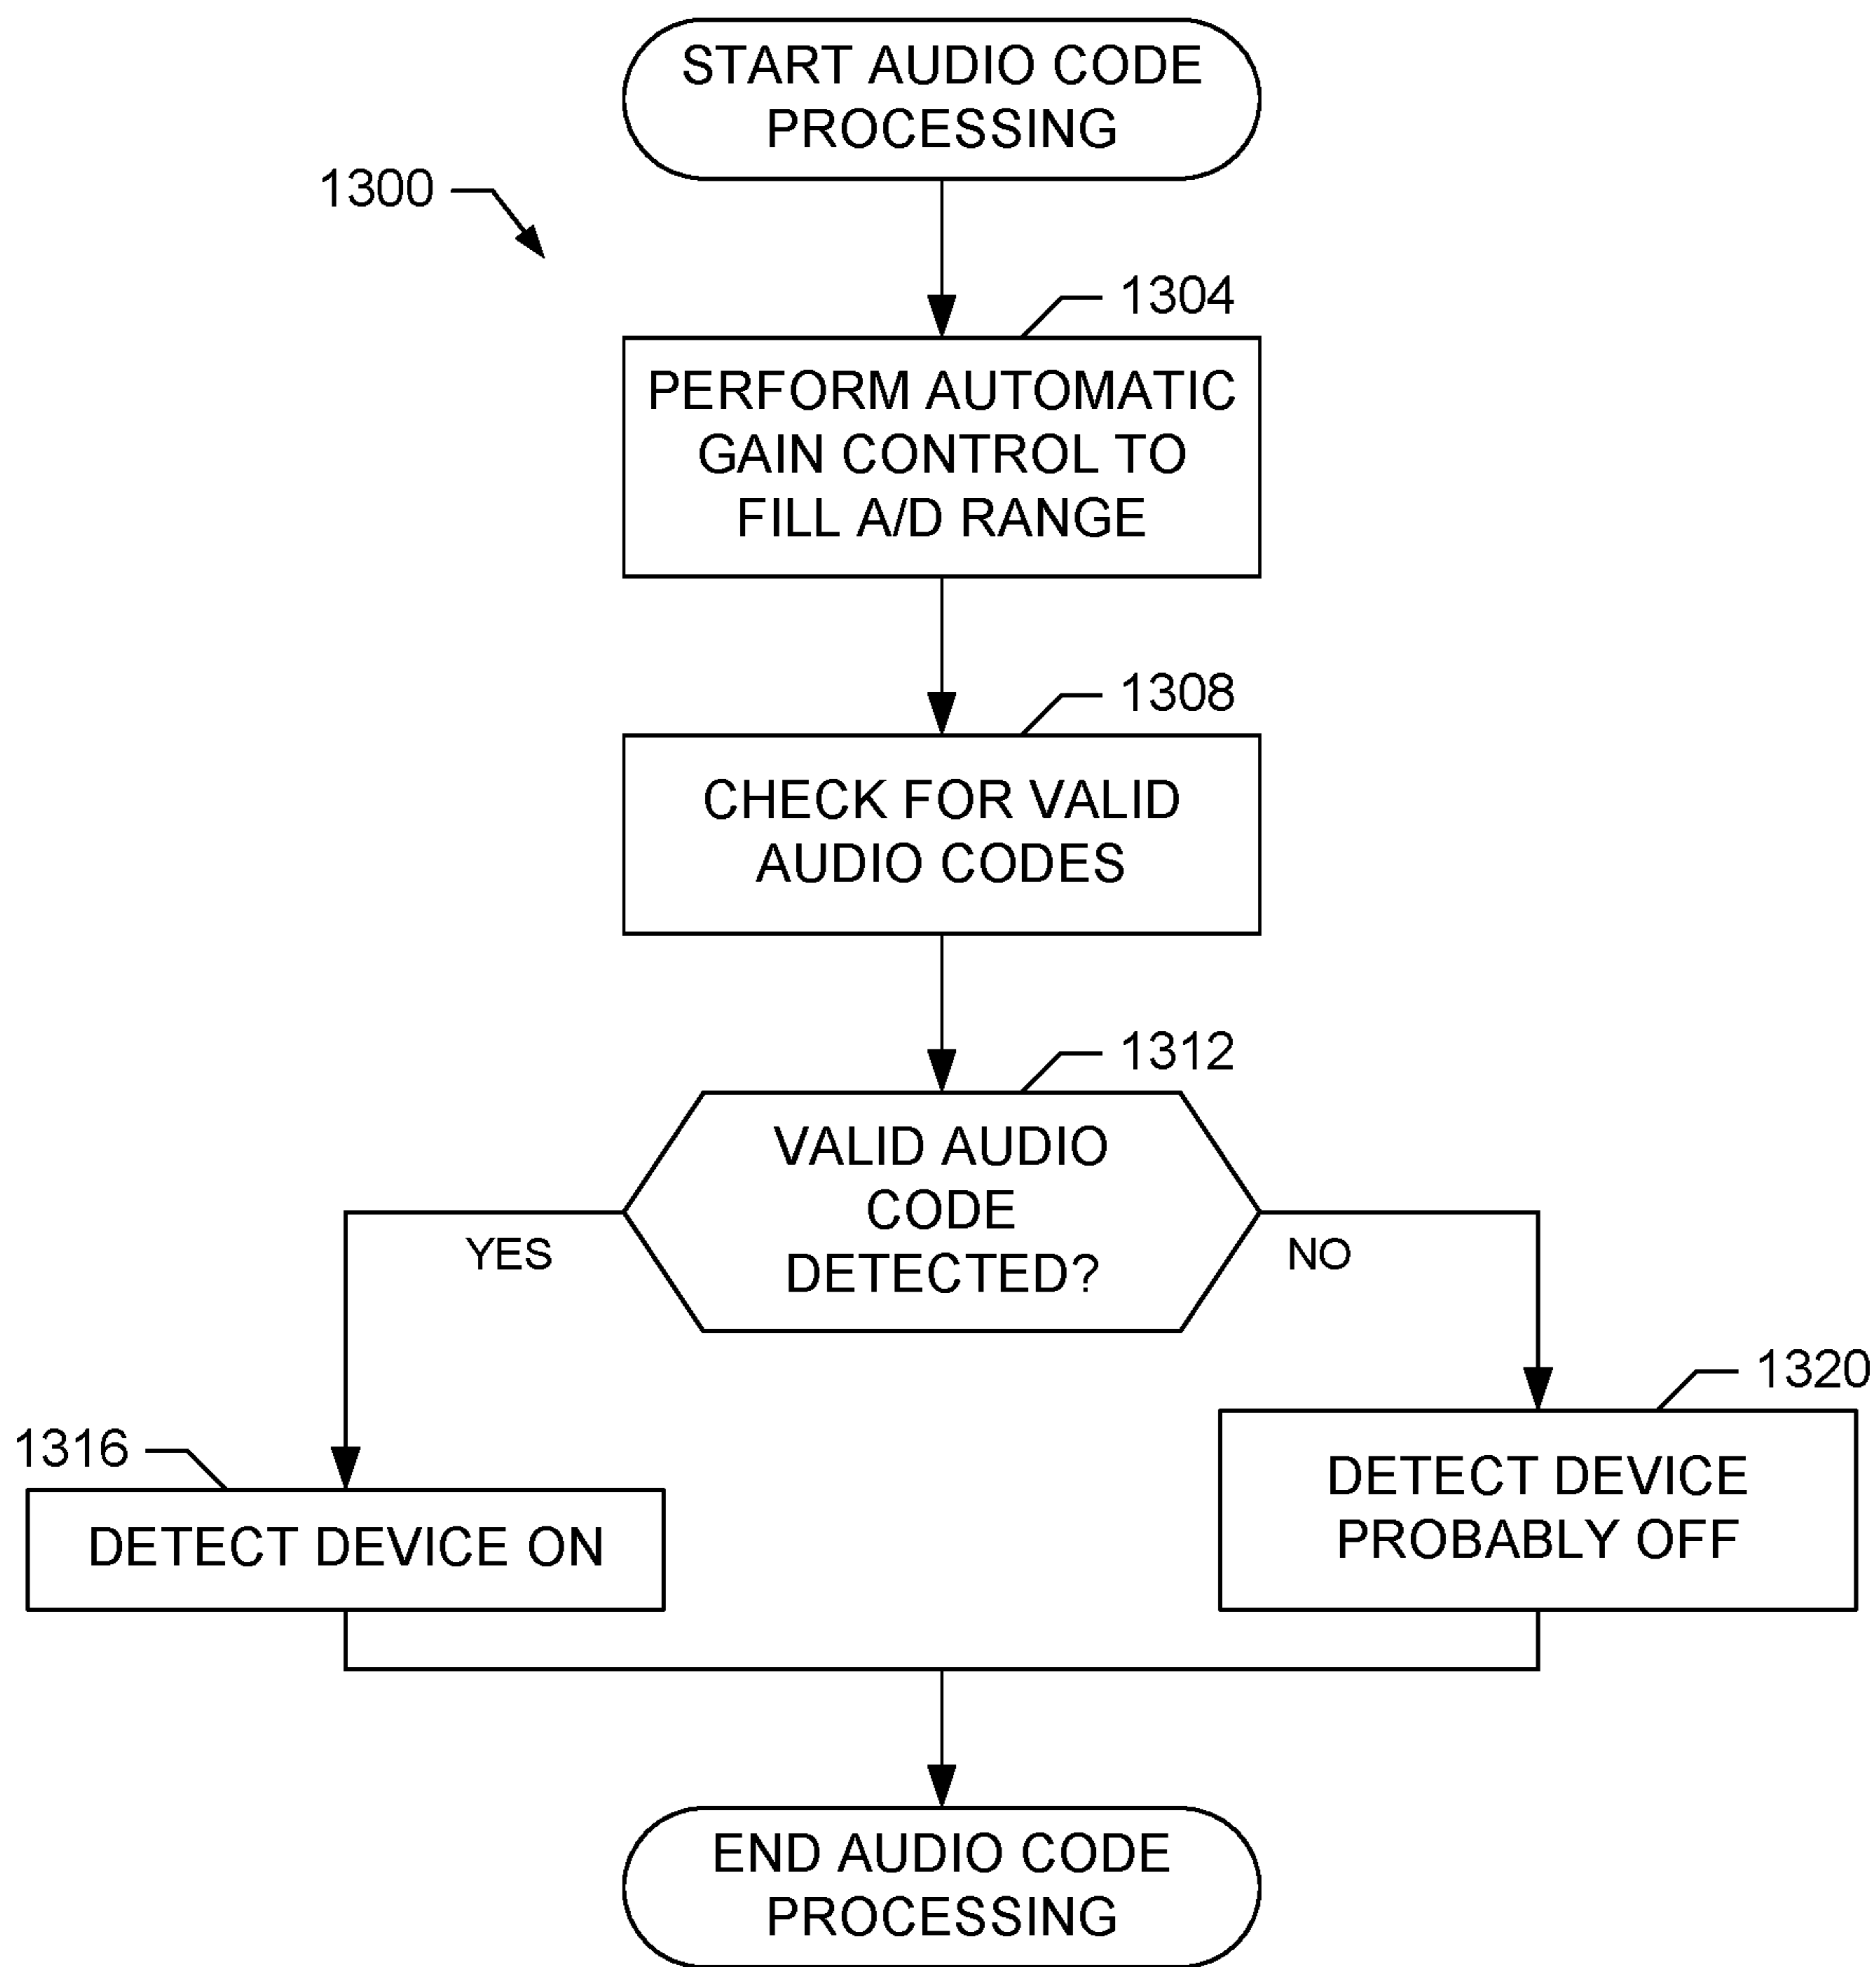 START AUDIO CODE
PROCESSING
1300
1304
PERFORM AUTOMATIC
GAIN CONTROL TO
FILL A/D RANGE
1308
CHECK FOR VALID
AUDIO CODES
1312
VALID AUDIO
CODE
DETECTED?
YES
NO
1316
DETECT DEVICE ON
1320
DETECT DEVICE
PROBABLY OFF
END AUDIO CODE
PROCESSING